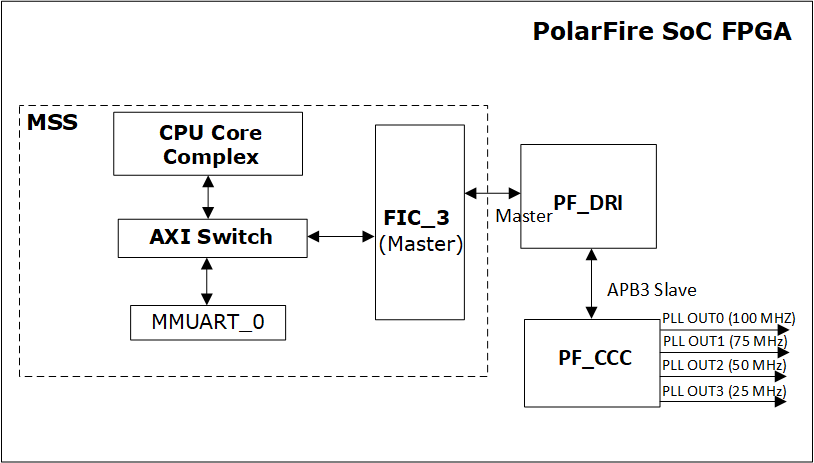 PolarFire SoC FPGA
MSS
CPU Core
Complex
AXI Switch
MMUART_0
FIC_3
(Master)
Master
PF_DRI
APB3 Slave
PF_CCC
PLL OUT0 (100 MHZ)
PLL OUT1 (75 MHz)
PLL OUT2 (50 MHz)
PLL OUT3 (25 MHz)